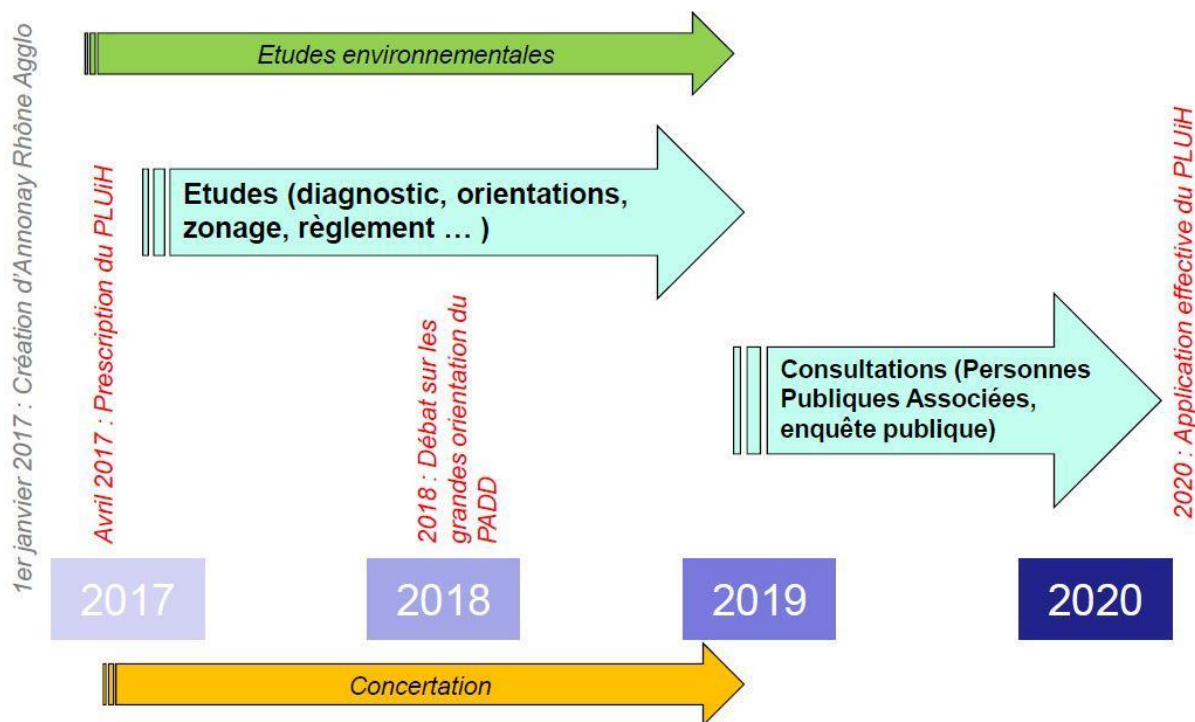 1er janvier 2017 : Création d'Annonay Rhône Agglo
Etudes environnementales
Avril 2017 : Prescription du PLUiH
Etudes (diagnostic, orientations,
zonage, règlement … )
2018 : Débat sur les
grandes orientation du
PADD
Consultations (Personnes
Publiques Associées,
enquête publique)
2020 : Application effective du PLUiH
2017
2018
2019
2020
Concertation